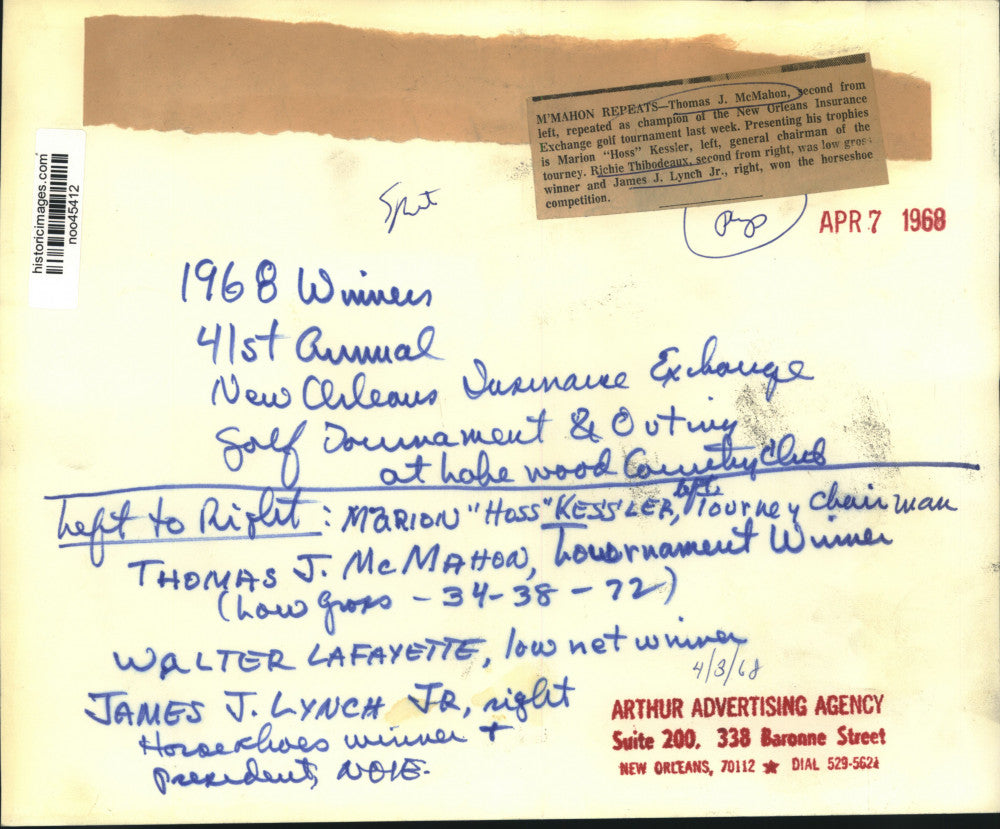 historicimages.com
noo45412
M'MAHON REPEATS—Thomas J. McMahon, second from
left, repeated as champion of the New Orleans Insurance
Exchange golf tournament last week. Presenting his trophies
is Marion "Hoss" Kessler, left, general chairman of the
tourney. Richie Thibodeaux, second from right, was low gross
winner and James J. Lynch Jr., right, won the horseshoe
competition.
APR 7 1968
1968 Winners
41st Annual
New Orleans Insurance Exchange
Golf Tournament & Outing
at Lakewood Country Club
Left to Right: MARION "HOSS" KESSLER, left Tourney Chairman
THOMAS J. McMAHON, Tournament Winner
(Low Gross - 34-38 - 72)
WALTER LAFAYETTE, low net winner
4/3/68
JAMES J. LYNCH JR, right
Horseshoes winner +
President, NOIE.
ARTHUR ADVERTISING AGENCY
Suite 200, 338 Baronne Street
NEW ORLEANS, 70112 ★ DIAL 529-5621